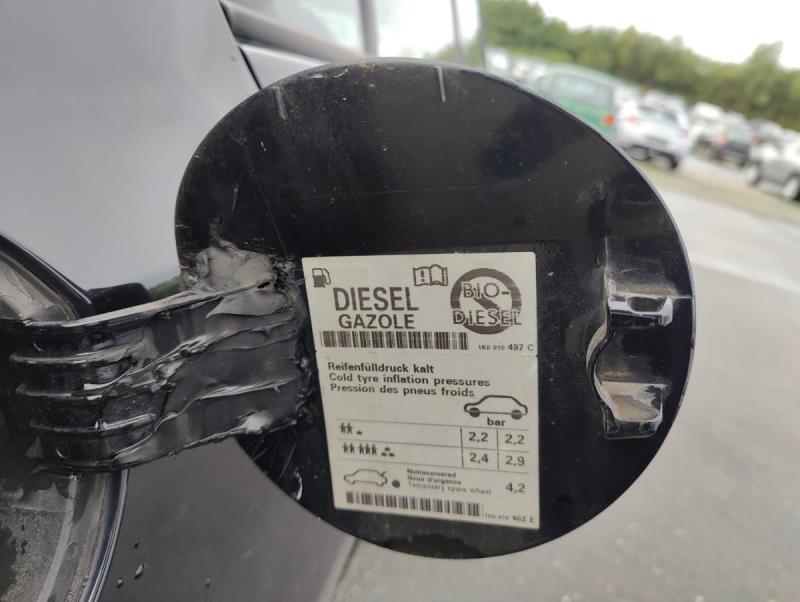 DIESEL
GAZOLE
BIO-
DIESEL
1K0 010 497 C
Reifenfülldruck kalt
Cold tyre inflation pressures
Pression des pneus froids
bar
2,2 2,2
2,4 2,9
Notreserverad
Roue d'urgence
Temporary spare wheel
4,2
1K0 010 462 E